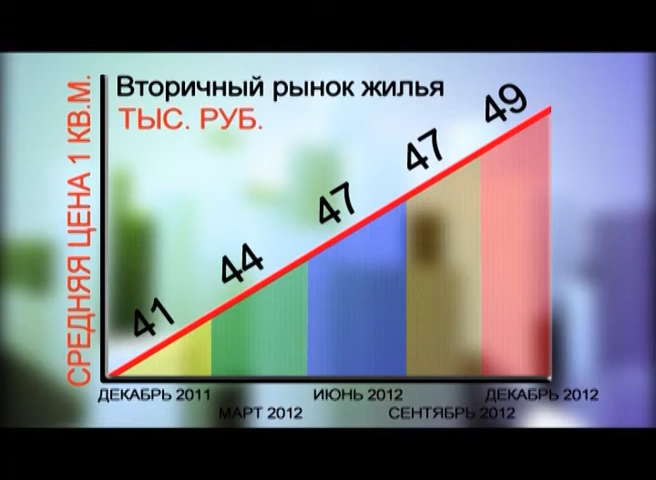 Вторичный рынок жилья
ТЫС. РУБ.
СРЕДНЯЯ ЦЕНА 1 КВ.М.
41
44
47
47
49
ДЕКАБРЬ 2011
МАРТ 2012
ИЮНЬ 2012
СЕНТЯБРЬ 2012
ДЕКАБРЬ 2012